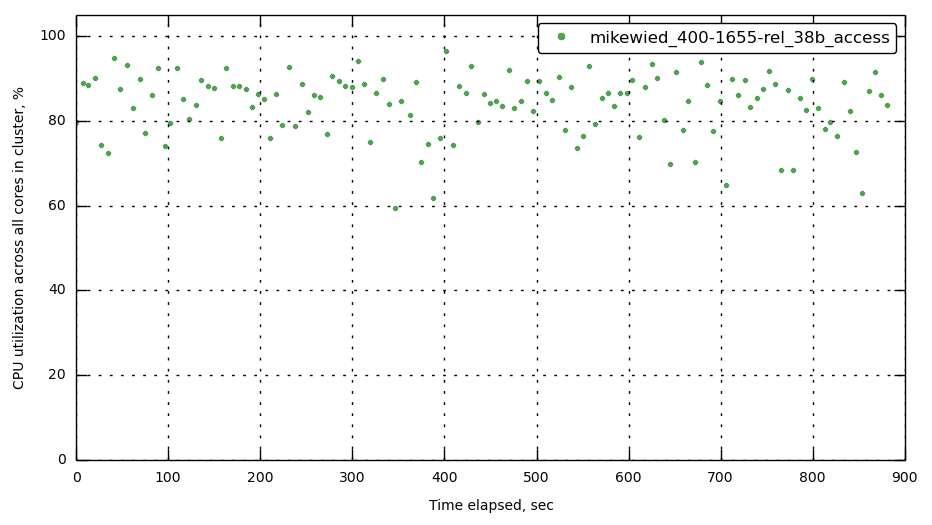 mikewied_400-1655-rel_38b_access
CPU utilization across all cores in cluster, %
100
80
60
40
20
0
0 100 200 300 400 500 600 700 800 900
Time elapsed, sec